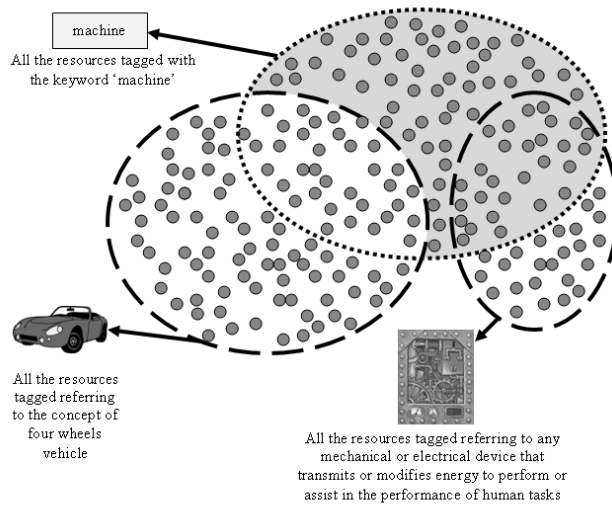 machine
All the resources tagged with
the keyword ‘machine’
All the resources
tagged referring
to the concept of
four wheels
vehicle
All the resources tagged referring to any
mechanical or electrical device that
transmits or modifies energy to perform or
assist in the performance of human tasks